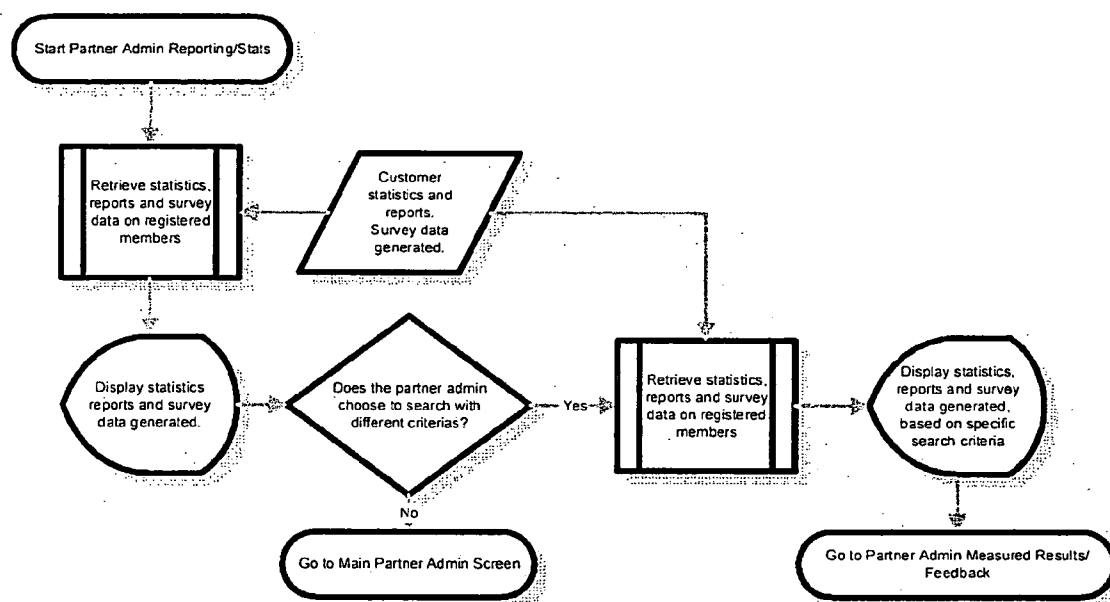 Start Partner Admin Reporting/Stats
Retrieve statistics,
reports and survey
data on registered
members
Customer
statistics and
reports.
Survey data
generated.
Display statistics
reports and survey
data generated.
Does the partner admin
choose to search with
different criterias?
Yes
Retrieve statistics,
reports and survey
data on registered
members
Display statistics,
reports and survey
data generated,
based on specific
search criteria
No
Go to Main Partner Admin Screen
Go to Partner Admin Measured Results/
Feedback